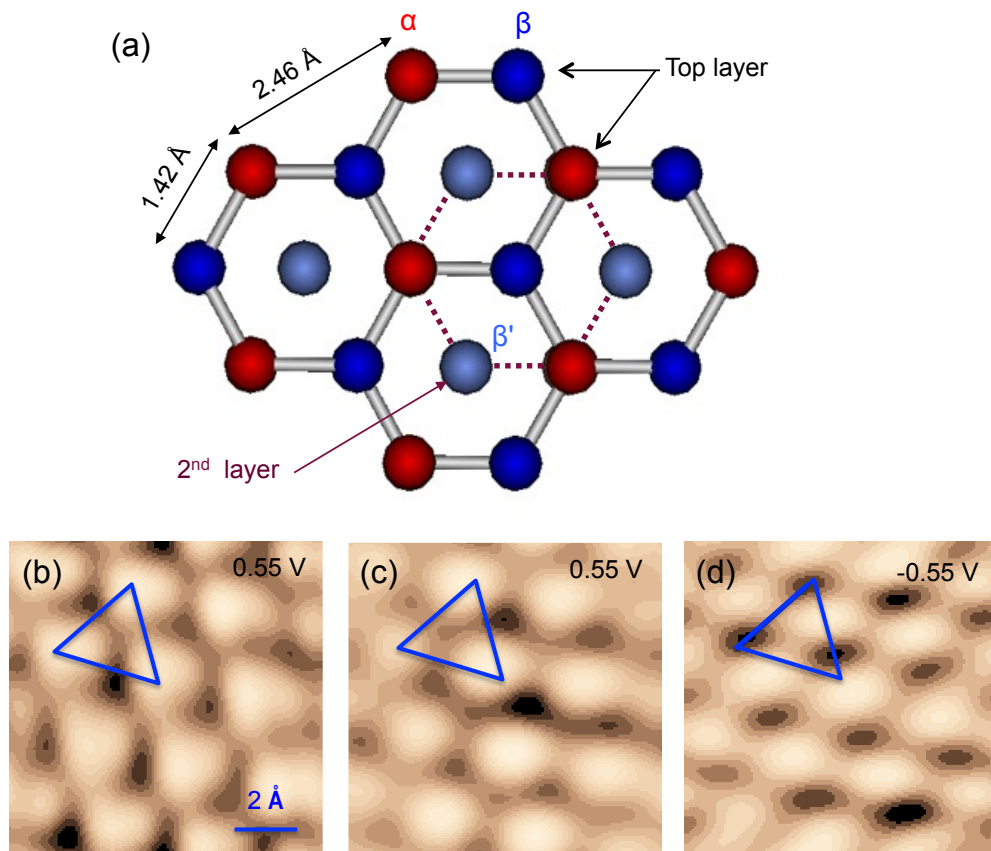 (a)
α
β
2.46 Å
Top layer
1.42 Å
β'
2nd layer
(b)
0.55 V
2 Å
(c)
0.55 V
(d)
-0.55 V